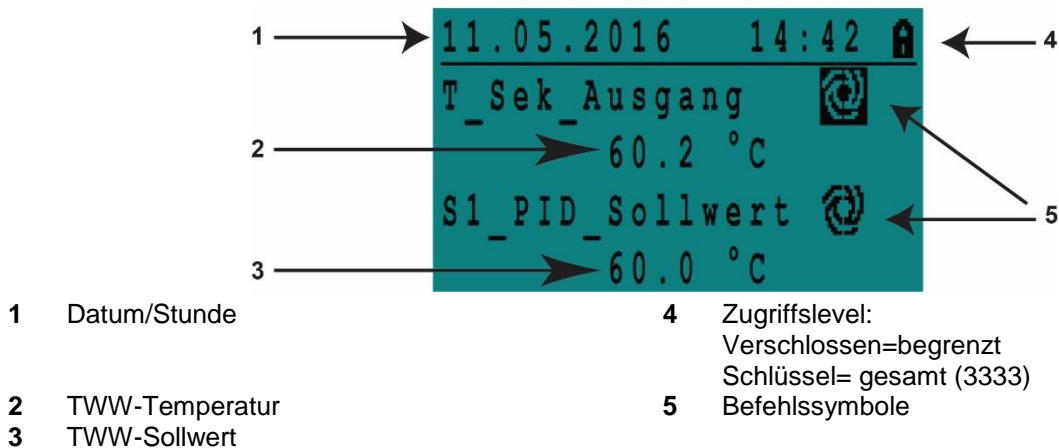 1 11.05.2016 14:42 4
T_Sek_Ausgang
2 60.2 °C
S1_PID_Sollwert 5
3 60.0 °C
1 Datum/Stunde 4 Zugriffslevel:
Verschlossen=begrenzt
Schlüssel= gesamt (3333)
2 TWW-Temperatur 5 Befehlssymbole
3 TWW-Sollwert